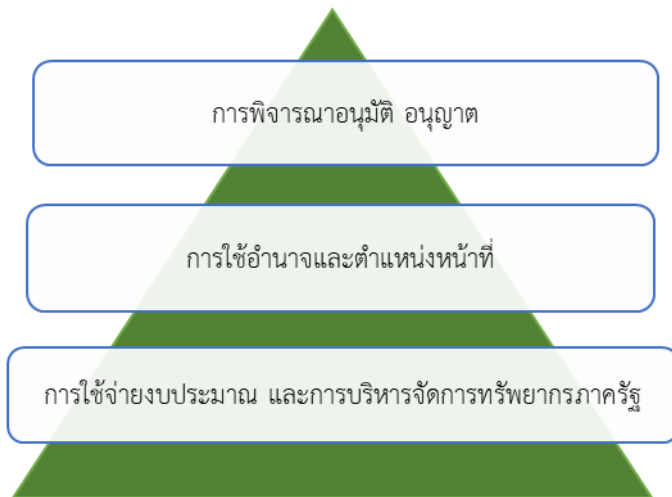 การพิจารณาอนุมัติ อนุญาต
การใช้อำนาจและตำแหน่งหน้าที่
การใช้จ่ายงบประมาณ และการบริหารจัดการทรัพยากรภาครัฐ